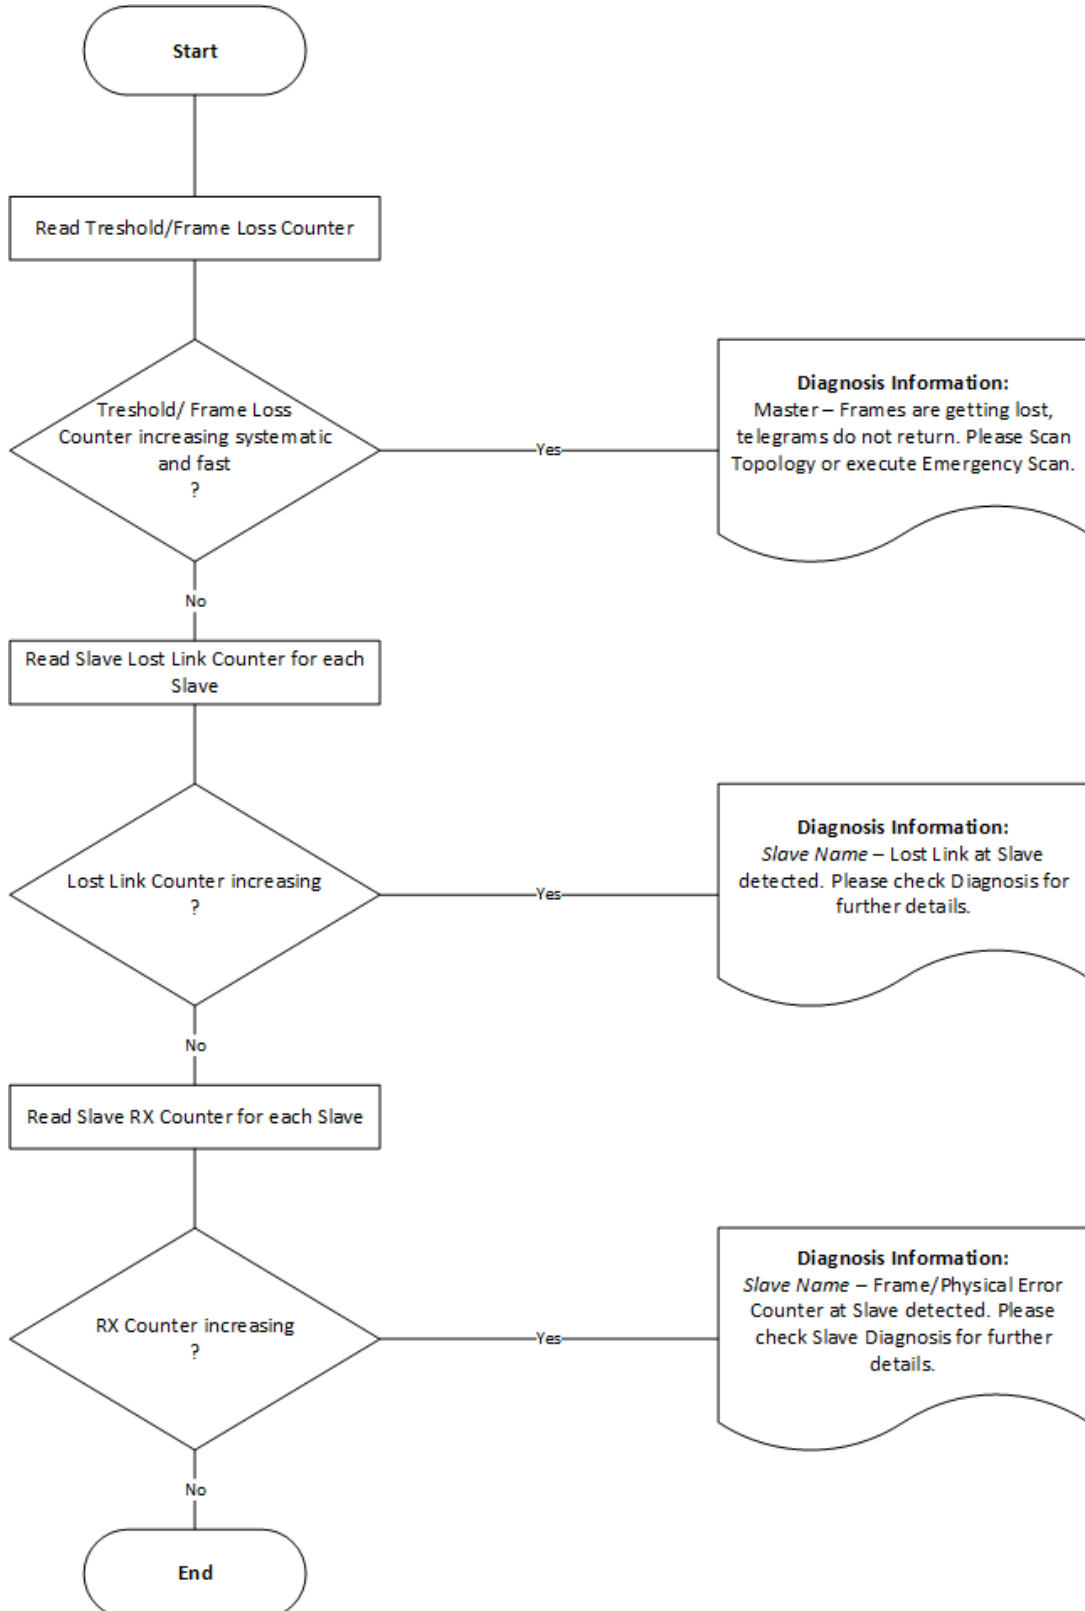 Start
Read Treshold/Frame Loss Counter
Treshold/ Frame Loss
Counter increasing systematic
and fast
?
Yes
Diagnosis Information:
Master – Frames are getting lost,
telegrams do not return. Please Scan
Topology or execute Emergency Scan.
No
Read Slave Lost Link Counter for each
Slave
Lost Link Counter increasing
?
Yes
Diagnosis Information:
Slave Name – Lost Link at Slave
detected. Please check Diagnosis for
further details.
No
Read Slave RX Counter for each Slave
RX Counter increasing
?
Yes
Diagnosis Information:
Slave Name – Frame/Physical Error
Counter at Slave detected. Please
check Slave Diagnosis for further
details.
No
End